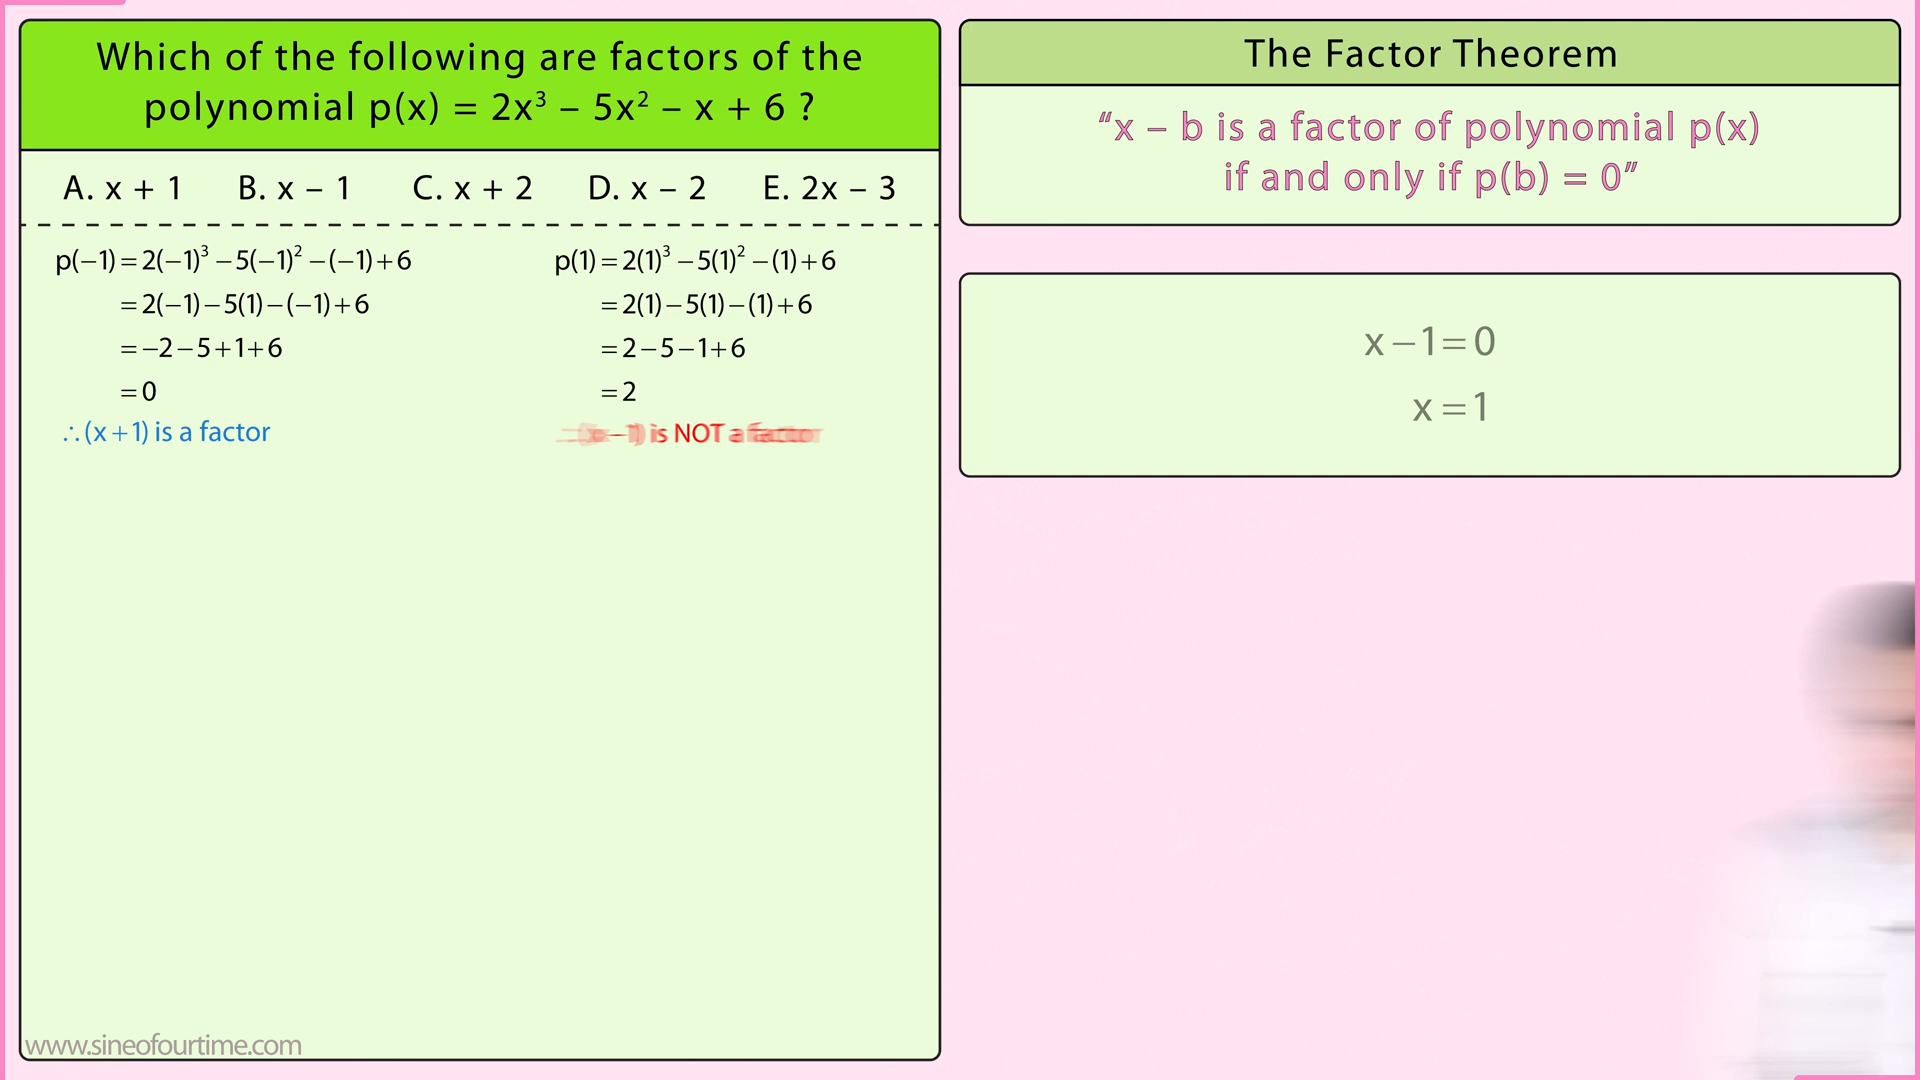 Which of the following are factors of the
polynomial p(x) = 2x³ – 5x² – x + 6 ?
A. x + 1 B. x – 1 C. x + 2 D. x – 2 E. 2x – 3
p(−1) = 2(−1)³ − 5(−1)² − (−1) + 6
= 2(−1) − 5(1) − (−1) + 6
= −2 − 5 + 1 + 6
= 0
∴ (x + 1) is a factor
p(1) = 2(1)³ − 5(1)² − (1) + 6
= 2(1) − 5(1) − (1) + 6
= 2 − 5 − 1 + 6
= 2
(x − 1) is NOT a factor
www.sineofourtime.com
The Factor Theorem
“x – b is a factor of polynomial p(x)
if and only if p(b) = 0”
x − 1 = 0
x = 1